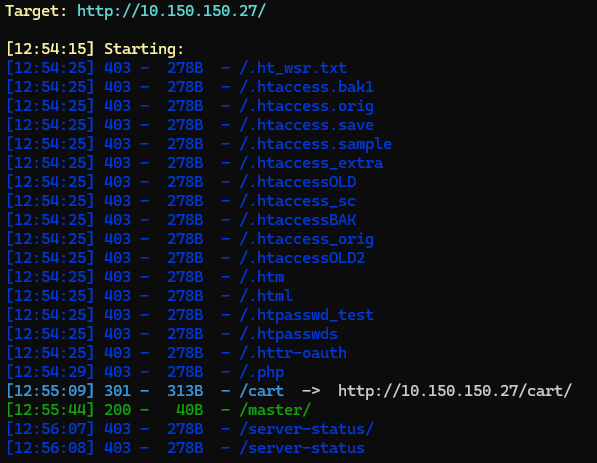 Target: http://10.150.150.27/
[12:54:15] Starting:
[12:54:25] 403 -  278B  - /.ht_wsr.txt
[12:54:25] 403 -  278B  - /.htaccess.bak1
[12:54:25] 403 -  278B  - /.htaccess.orig
[12:54:25] 403 -  278B  - /.htaccess.save
[12:54:25] 403 -  278B  - /.htaccess.sample
[12:54:25] 403 -  278B  - /.htaccess_extra
[12:54:25] 403 -  278B  - /.htaccessOLD
[12:54:25] 403 -  278B  - /.htaccess_sc
[12:54:25] 403 -  278B  - /.htaccessBAK
[12:54:25] 403 -  278B  - /.htaccess_orig
[12:54:25] 403 -  278B  - /.htaccessOLD2
[12:54:25] 403 -  278B  - /.htm
[12:54:25] 403 -  278B  - /.html
[12:54:25] 403 -  278B  - /.htpasswd_test
[12:54:25] 403 -  278B  - /.htpasswds
[12:54:25] 403 -  278B  - /.httr-oauth
[12:54:29] 403 -  278B  - /.php
[12:55:09] 301 -  313B  - /cart  ->  http://10.150.150.27/cart/
[12:55:44] 200 -   40B  - /master/
[12:56:07] 403 -  278B  - /server-status/
[12:56:08] 403 -  278B  - /server-status